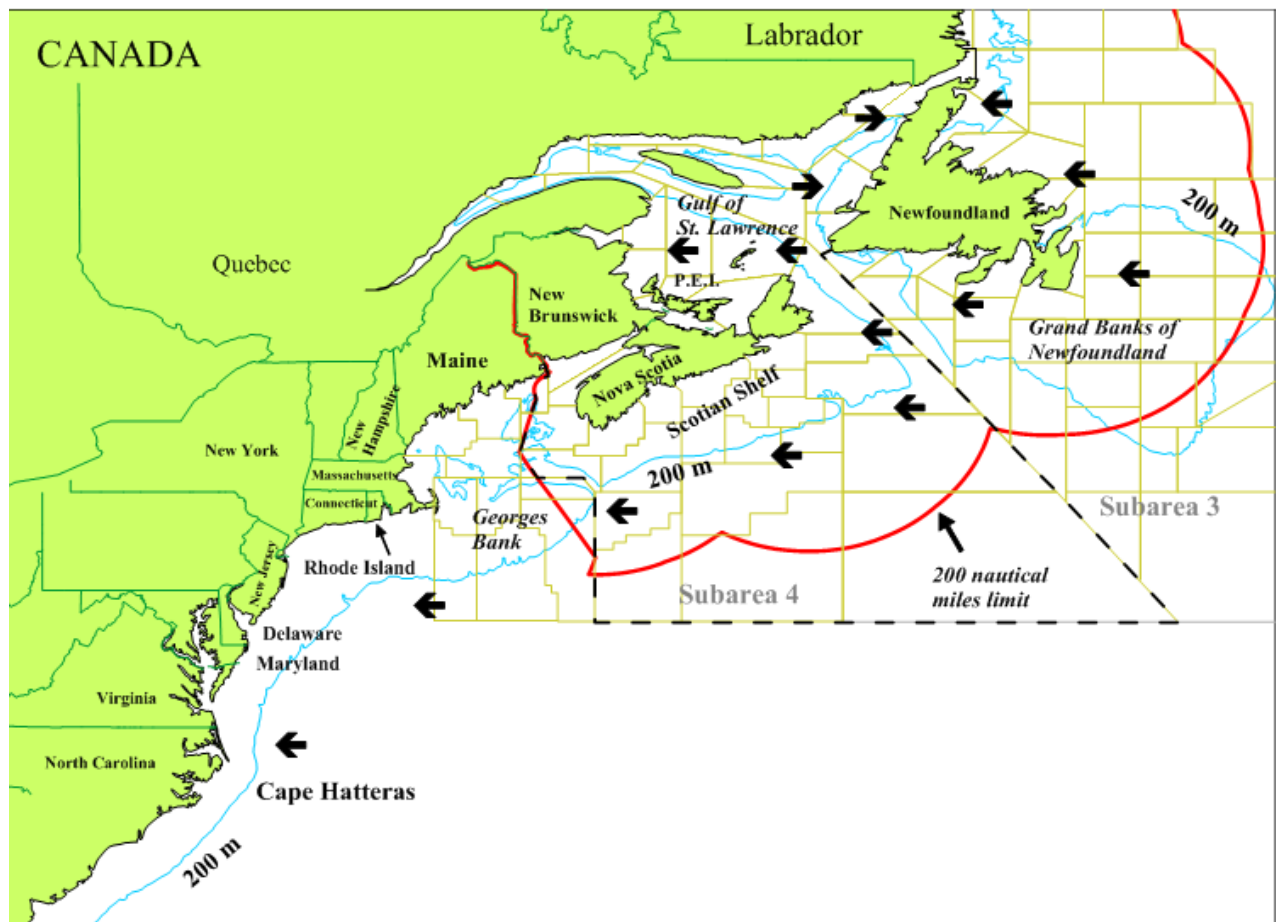 CANADA
Labrador
Gulf of
St. Lawrence
Newfoundland
200 m
Quebec
P.E.I.
New
Brunswick
Grand Banks of
Newfoundland
Maine
Nova Scotia
Scotian Shelf
New
Hampshire
New York
Massachusetts
200 m
Connecticut
Georges
Bank
Subarea 3
Rhode Island
New Jersey
200 nautical
miles limit
Subarea 4
Delaware
Maryland
Virginia
North Carolina
Cape Hatteras
200 m